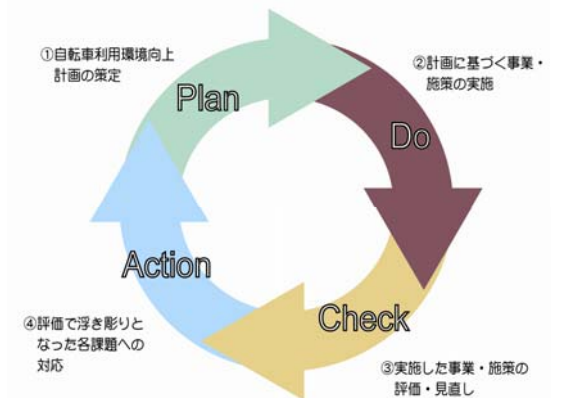 ①自転車利用環境向上
計画の策定
Plan
②計画に基づく事業・
施策の実施
Do
Check
③実施した事業・施策の
評価・見直し
Action
④評価で浮き彫りと
なった各課題への
対応